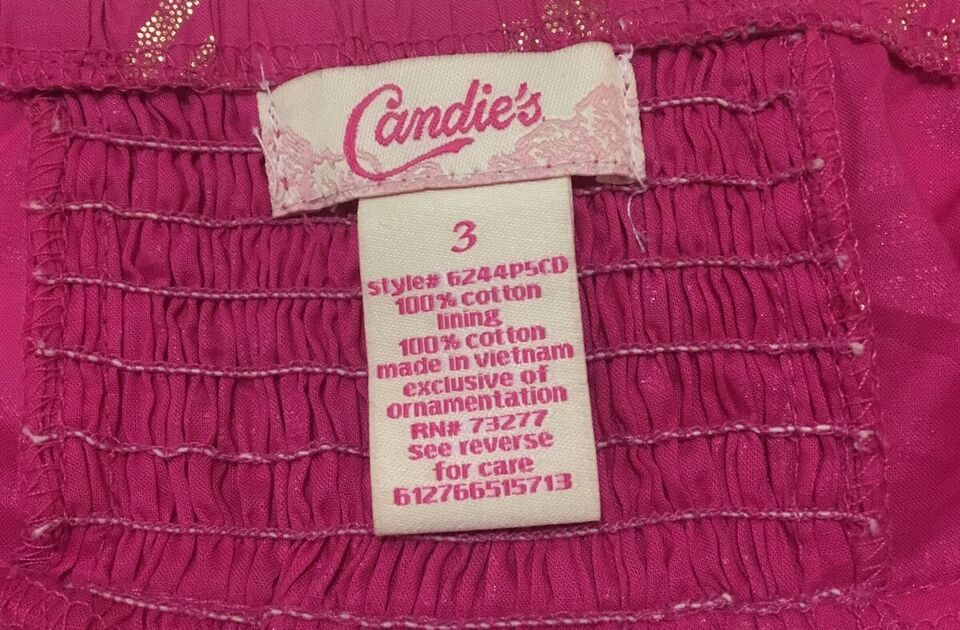 Candie's
3
style# 6244P5CD
100% cotton
lining
100% cotton
made in vietnam
exclusive of
ornamentation
RN# 73277
see reverse
for care
612766515713